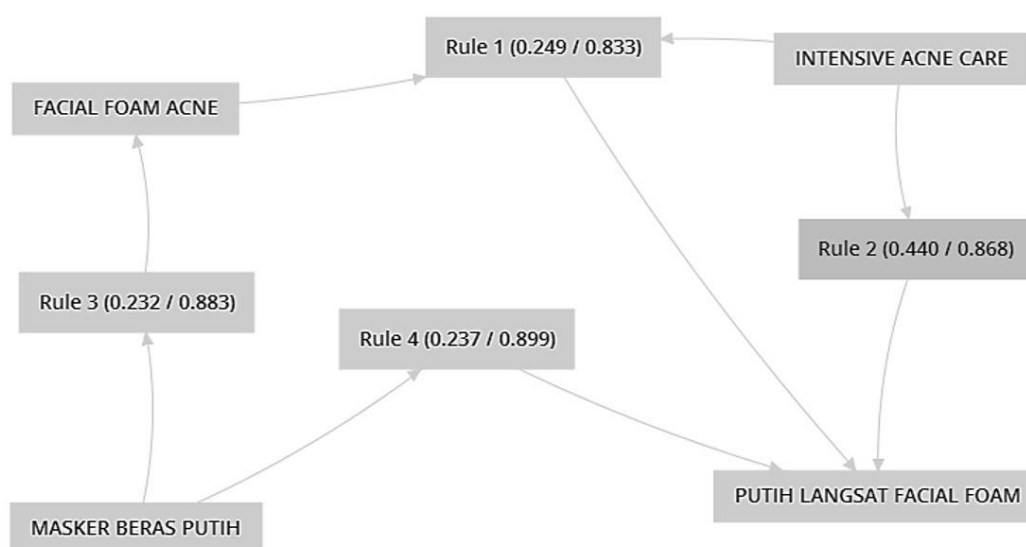 Rule 1 (0.249 / 0.833)
INTENSIVE ACNE CARE
FACIAL FOAM ACNE
Rule 2 (0.440 / 0.868)
Rule 3 (0.232 / 0.883)
Rule 4 (0.237 / 0.899)
PUTIH LANGSAT FACIAL FOAM
MASKER BERAS PUTIH